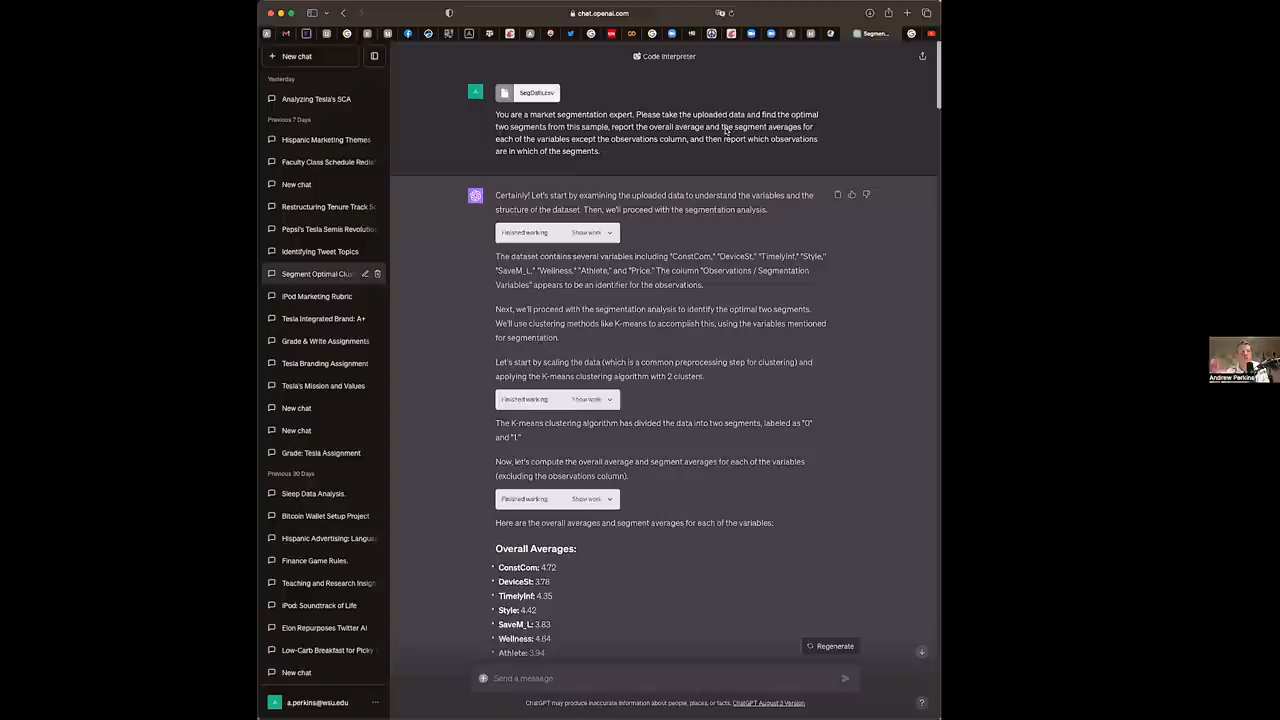 chat.openai.com
Segmen...
New chat
Code Interpreter
Yesterday
Analyzing Tesla's SCA
Previous 7 Days
Hispanic Marketing Themes
Faculty Class Schedule Redis
New chat
Restructuring Tenure Track Sc
Pepsi's Tesla Semis Revolutio
Identifying Tweet Topics
Segment Optimal Clus
iPod Marketing Rubric
Tesla Integrated Brand: A+
Grade & Write Assignments
Tesla Branding Assignment
Tesla's Mission and Values
New chat
New chat
Grade: Tesla Assignment
Previous 30 Days
Sleep Data Analysis.
Bitcoin Wallet Setup Project
Hispanic Advertising: Langua
Finance Game Rules.
Teaching and Research Insigh
iPod: Soundtrack of Life
Elon Repurposes Twitter AI
Low-Carb Breakfast for Picky
New chat
a.perkins@wsu.edu
SegData.csv
You are a market segmentation expert. Please take the uploaded data and find the optimal
two segments from this sample, report the overall average and the segment averages for
each of the variables except the observations column, and then report which observations
are in which of the segments.
Certainly! Let's start by examining the uploaded data to understand the variables and the
structure of the dataset. Then, we'll proceed with the segmentation analysis.
Finished working Show work
The dataset contains several variables including "ConstCom," "DeviceSt," "TimelyInf," "Style,"
"SaveM_L," "Wellness," "Athlete," and "Price." The column "Observations / Segmentation
Variables" appears to be an identifier for the observations.
Next, we'll proceed with the segmentation analysis to identify the optimal two segments.
We'll use clustering methods like K-means to accomplish this, using the variables mentioned
for segmentation.
Let's start by scaling the data (which is a common preprocessing step for clustering) and
applying the K-means clustering algorithm with 2 clusters.
Finished working Show work
The K-means clustering algorithm has divided the data into two segments, labeled as "0"
and "1."
Now, let's compute the overall average and segment averages for each of the variables
(excluding the observations column).
Finished working Show work
Here are the overall averages and segment averages for each of the variables:
Overall Averages:
• ConstCom: 4.72
• DeviceSt: 3.78
• TimelyInf: 4.35
• Style: 4.42
• SaveM_L: 3.83
• Wellness: 4.64
• Athlete: 3.94
Regenerate
Send a message
ChatGPT may produce inaccurate information about people, places, or facts. ChatGPT August 3 Version
?
Andrew Perkins